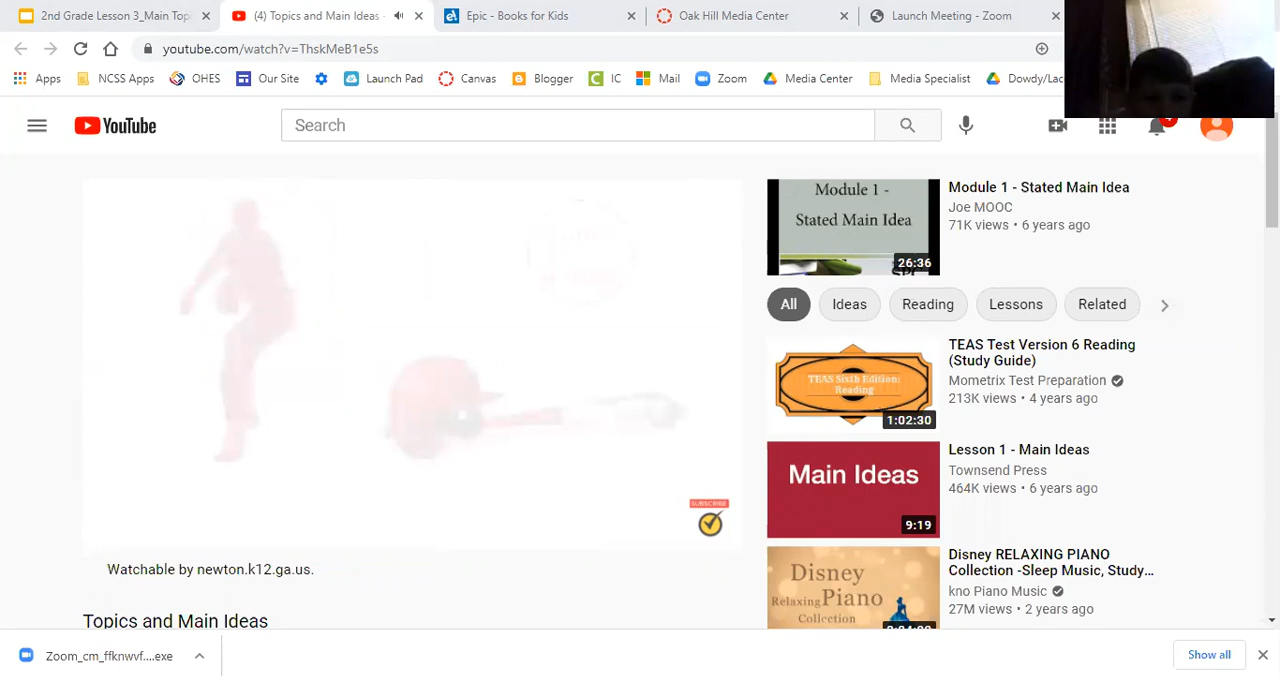 2nd Grade Lesson 3_Main Topi
(4) Topics and Main Ideas -
Epic - Books for Kids
Oak Hill Media Center
Launch Meeting - Zoom
youtube.com/watch?v=ThskMeB1e5s
Apps
NCSS Apps
OHES
Our Site
Launch Pad
Canvas
Blogger
IC
Mail
Zoom
Media Center
Media Specialist
Dowdy/Lac
YouTube
Search
SUBSCRIBE
Watchable by newton.k12.ga.us.
Topics and Main Ideas
Module 1 -
Stated Main Idea
26:36
Module 1 - Stated Main Idea
Joe MOOC
71K views • 6 years ago
All
Ideas
Reading
Lessons
Related
TEAS Sixth Edition:
Reading
1:02:30
TEAS Test Version 6 Reading
(Study Guide)
Mometrix Test Preparation
213K views • 4 years ago
Main Ideas
9:19
Lesson 1 - Main Ideas
Townsend Press
464K views • 6 years ago
Disney
Relaxing Piano
Collection
Disney RELAXING PIANO
Collection -Sleep Music, Study…
kno Piano Music
27M views • 2 years ago
Zoom_cm_ffknwvf....exe
Show all